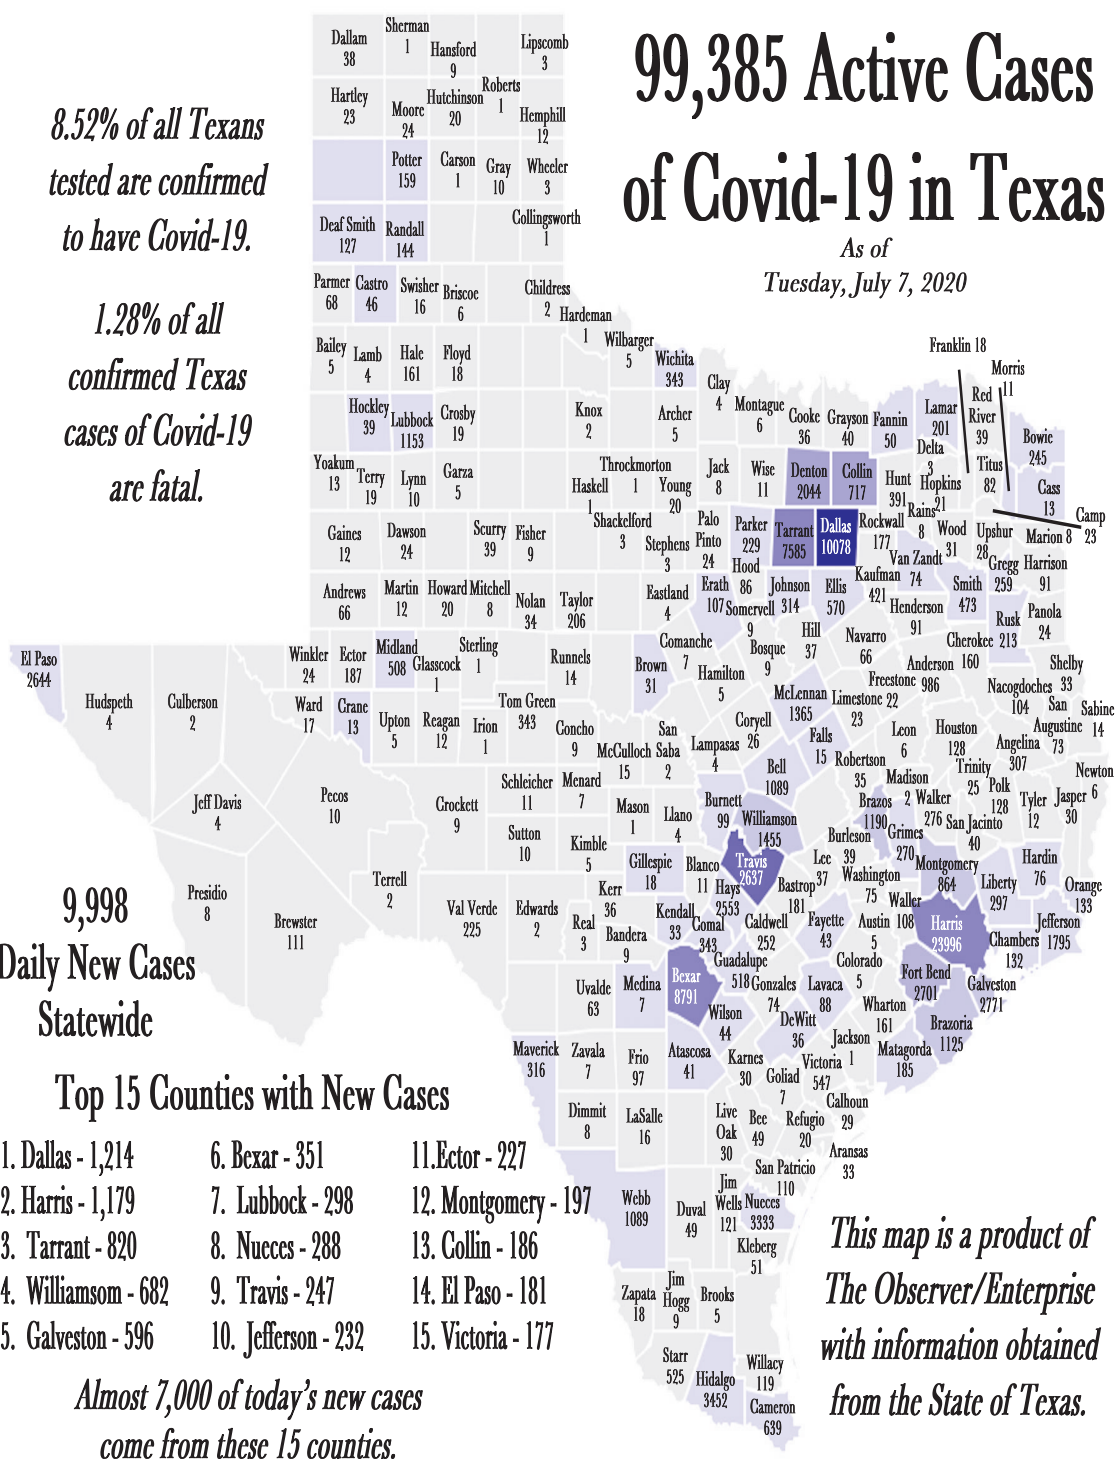 99,385 Active Cases
of Covid-19 in Texas
As of
Tuesday, July 7, 2020
8.52% of all Texans
tested are confirmed
to have Covid-19.
1.28% of all
confirmed Texas
cases of Covid-19
are fatal.
Dallam
38
Sherman
1
Hansford
9
Lipscomb
3
Hartley
23
Moore
24
Hutchinson
20
Roberts
1
Hemphill
12
Potter
159
Carson
1
Gray
10
Wheeler
3
Deaf Smith
127
Randall
144
Collingsworth
1
Parmer
68
Castro
46
Swisher
16
Briscoe
6
Childress
2
Hardeman
1
Bailey
5
Lamb
4
Hale
161
Floyd
18
Wilbarger
5
Wichita
343
Clay
4
Franklin 18
Morris
11
Hockley
39
Lubbock
1153
Crosby
19
Knox
2
Archer
5
Montague
6
Cooke
36
Grayson
40
Fannin
50
Lamar
201
Red
River
39
Bowie
245
Delta
3
Titus
82
Yoakum
13
Terry
19
Lynn
10
Garza
5
Haskell
1
Throckmorton
1
Young
20
Jack
8
Wise
11
Denton
2044
Collin
717
Hunt
391
Hopkins
21
Cass
13
Camp
23
Gaines
12
Dawson
24
Scurry
39
Fisher
9
Shackelford
3
Stephens
3
Palo
Pinto
24
Parker
229
Tarrant
7585
Dallas
10078
Rockwall
177
Rains
8
Wood
31
Upshur
28
Marion 8
Andrews
66
Martin
12
Howard
20
Mitchell
8
Nolan
34
Taylor
206
Eastland
4
Hood
86
Erath
107
Somervell
9
Johnson
314
Ellis
570
Kaufman
421
Van Zandt
74
Smith
473
Gregg
259
Harrison
91
Henderson
91
Rusk
213
Panola
24
El Paso
2644
Hudspeth
4
Culberson
2
Winkler
24
Ector
187
Midland
508
Glasscock
1
Sterling
1
Runnels
14
Brown
31
Comanche
7
Hamilton
5
Bosque
9
Hill
37
Navarro
66
Freestone 22
Anderson
986
Cherokee
160
Nacogdoches
104
Shelby
33
Ward
17
Crane
13
Upton
5
Reagan
12
Irion
1
Tom Green
343
Concho
9
McCulloch
15
San
Saba
2
Lampasas
4
Coryell
26
McLennan
1365
Limestone
23
Falls
15
Leon
6
Houston
128
Angelina
307
San
Augustine
73
Sabine
14
Jeff Davis
4
Pecos
10
Crockett
9
Schleicher
11
Menard
7
Mason
1
Llano
4
Burnett
99
Bell
1089
Williamson
1455
Robertson
35
Brazos
1190
Madison
2
Walker
276
Trinity
25
Polk
128
Tyler
12
Jasper
30
Newton
6
Sutton
10
Kimble
5
Gillespie
18
Blanco
11
Travis
2637
Lee
37
Burleson
39
Grimes
270
San Jacinto
40
Montgomery
864
Hardin
76
Presidio
8
Brewster
111
Terrell
2
Val Verde
225
Edwards
2
Kerr
36
Real
3
Bandera
9
Kendall
33
Comal
343
Hays
2553
Bastrop
181
Caldwell
252
Fayette
43
Washington
75
Austin
5
Waller
108
Harris
23996
Liberty
297
Chambers
132
Jefferson
1795
Orange
133
9,998
Daily New Cases
Statewide
Uvalde
63
Medina
7
Bexar
8791
Guadalupe
518
Gonzales
74
Lavaca
88
Colorado
5
Fort Bend
2701
Galveston
2771
Wilson
44
DeWitt
36
Wharton
161
Brazoria
1125
Maverick
316
Zavala
7
Frio
97
Atascosa
41
Karnes
30
Goliad
7
Victoria
547
Jackson
1
Matagorda
185
Dimmit
8
LaSalle
16
Live
Oak
30
Bee
49
Refugio
20
Calhoun
29
Aransas
33
San Patricio
110
Webb
1089
Duval
49
Jim
Wells
121
Nueces
3333
Kleberg
51
Zapata
18
Jim
Hogg
9
Brooks
5
Starr
525
Hidalgo
3452
Willacy
119
Cameron
639
Top 15 Counties with New Cases
1. Dallas - 1,214
2. Harris - 1,179
3. Tarrant - 820
4. Williamsom - 682
5. Galveston - 596
6. Bexar - 351
7. Lubbock - 298
8. Nueces - 288
9. Travis - 247
10. Jefferson - 232
11.Ector - 227
12. Montgomery - 197
13. Collin - 186
14. El Paso - 181
15. Victoria - 177
Almost 7,000 of today's new cases
come from these 15 counties.
This map is a product of
The Observer/Enterprise
with information obtained
from the State of Texas.